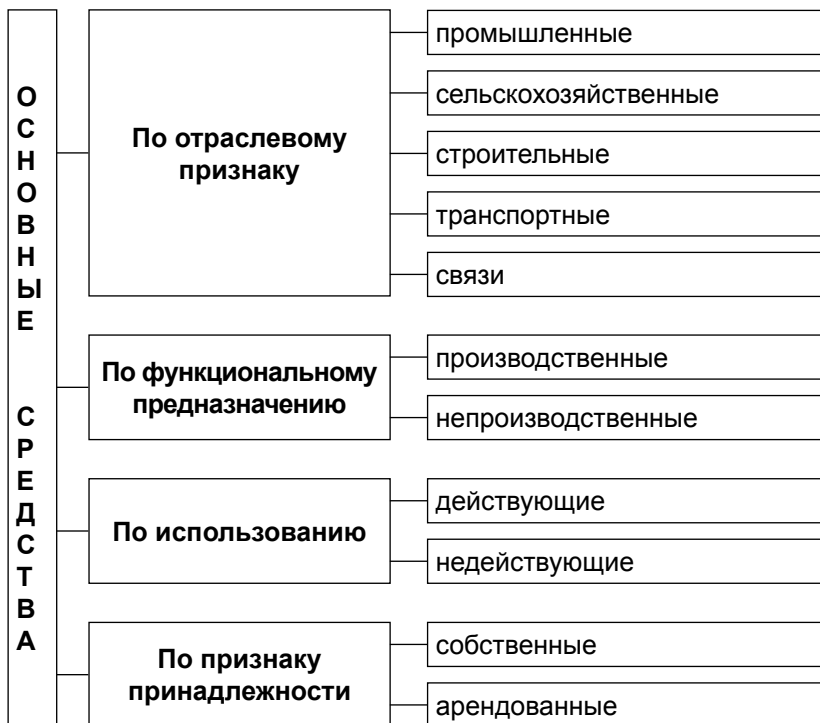 ОСНОВНЫЕ СРЕДСТВА
По отраслевому
признаку
промышленные
сельскохозяйственные
строительные
транспортные
связи
По функциональному
предназначению
производственные
непроизводственные
По использованию
действующие
недействующие
По признаку
принадлежности
собственные
арендованные